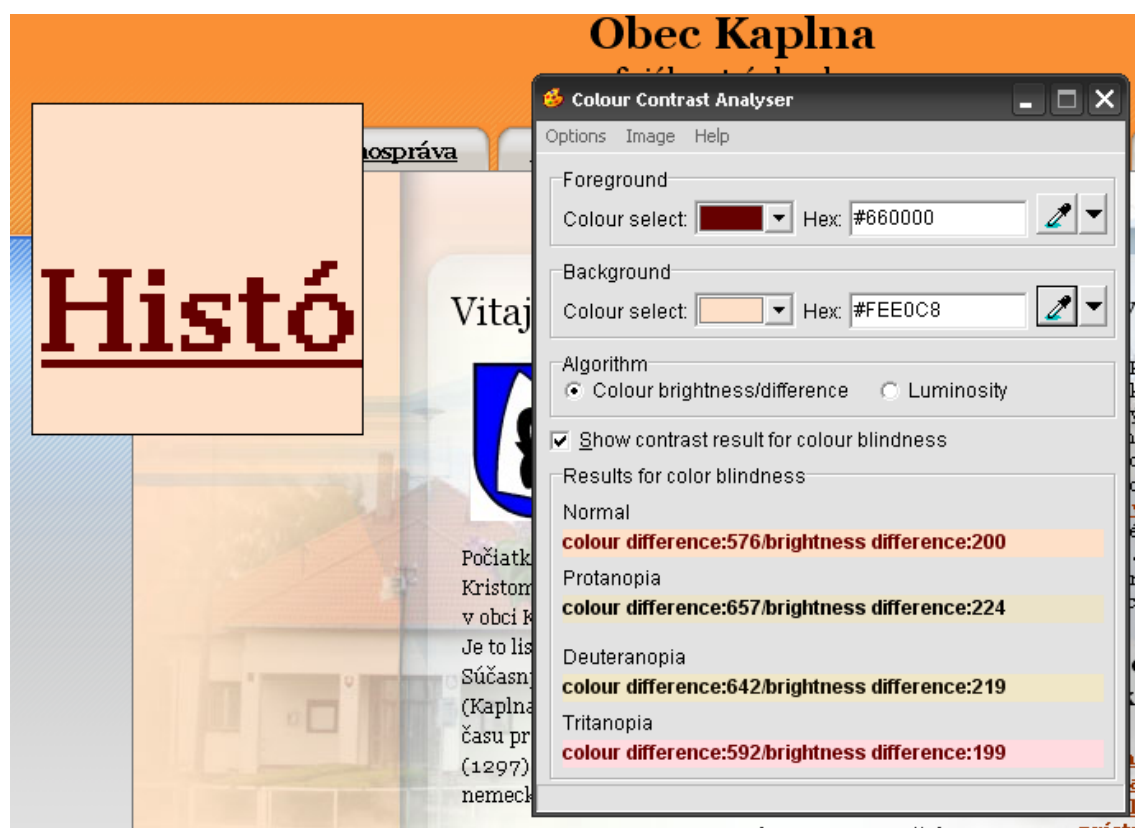 Obec Kaplna
Histó
nospráva
Vitaj
Počiatk
Kristom
v obci K
Je to lis
Súčasn
(Kaplna
času pr
(1297)
nemeck
Colour Contrast Analyser
Options Image Help
Foreground
Colour select: Hex: #660000
Background
Colour select: Hex: #FEE0C8
Algorithm
Colour brightness/difference Luminosity
Show contrast result for colour blindness
Results for color blindness
Normal
colour difference:576/brightness difference:200
Protanopia
colour difference:657/brightness difference:224
Deuteranopia
colour difference:642/brightness difference:219
Tritanopia
colour difference:592/brightness difference:199